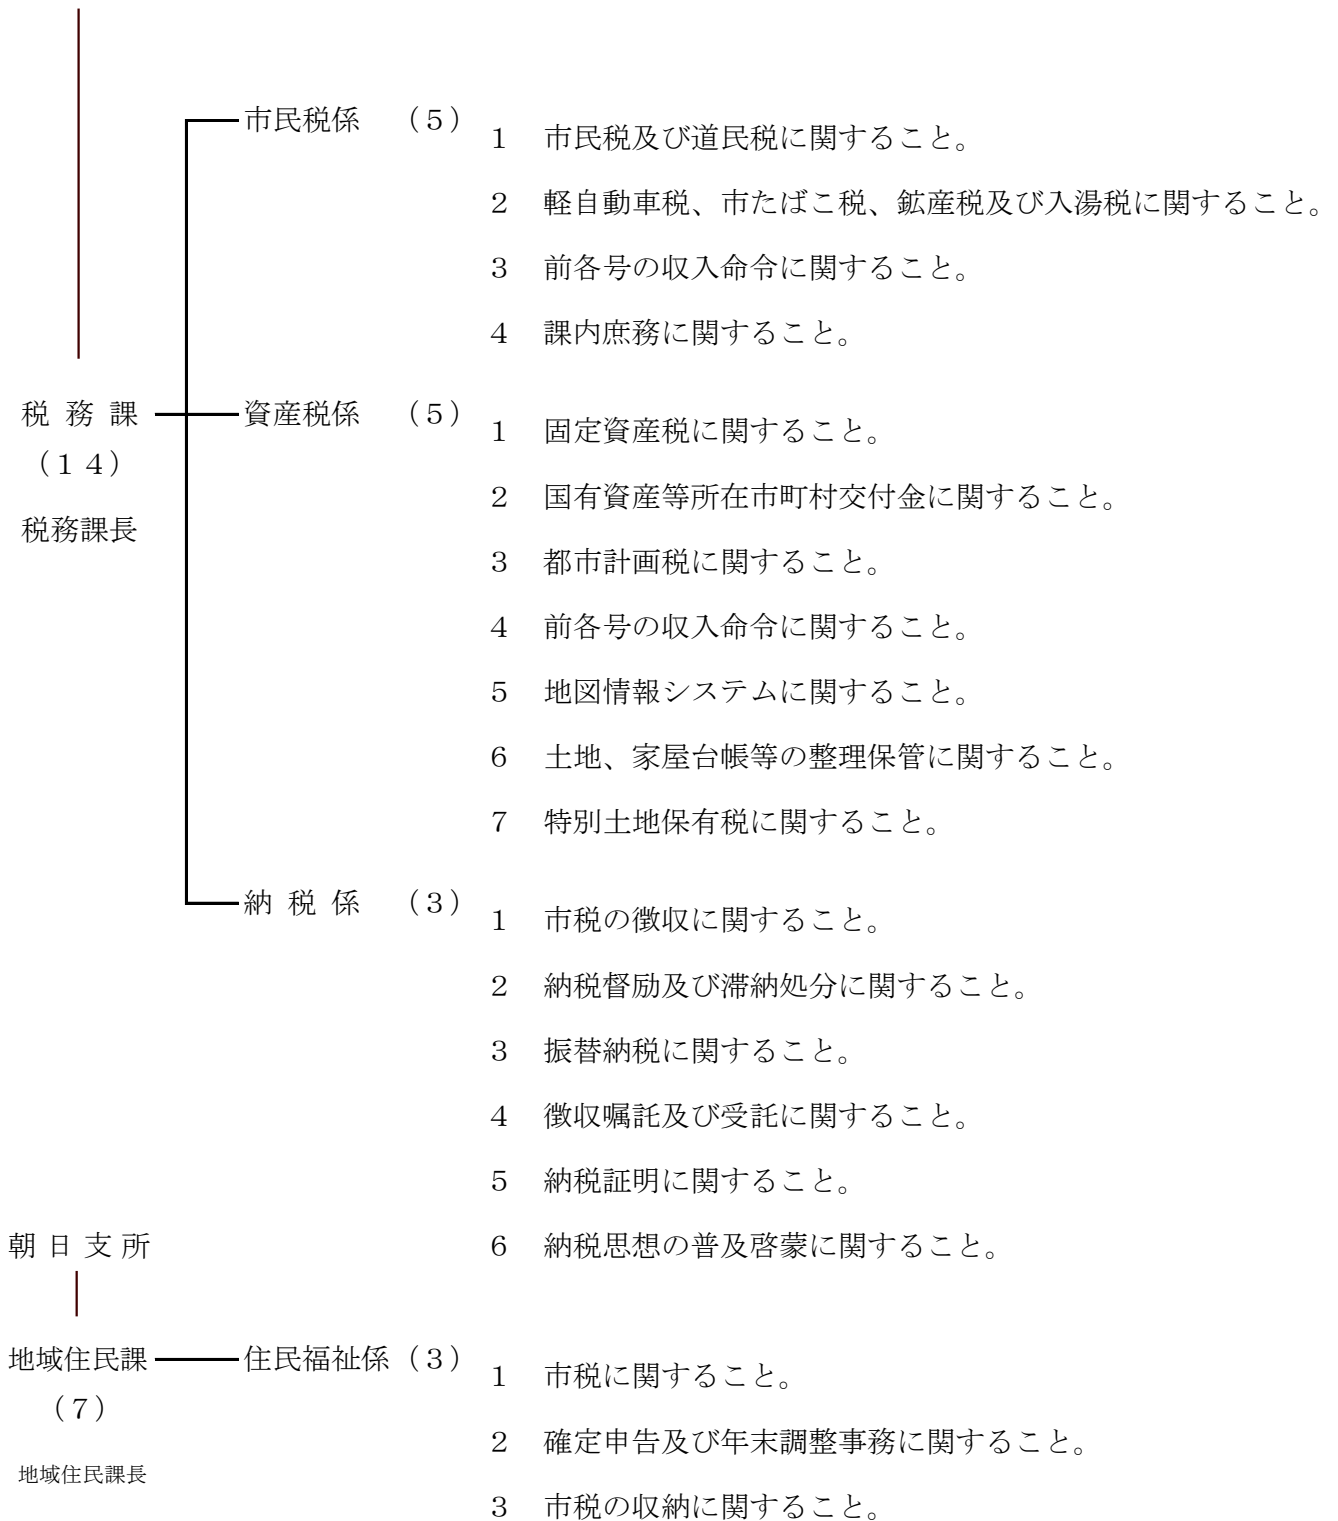 市民税係　（５）
１　市民税及び道民税に関すること。
２　軽自動車税、市たばこ税、鉱産税及び入湯税に関すること。
３　前各号の収入命令に関すること。
４　課内庶務に関すること。
税 務 課
（１４）
税務課長
資産税係　（５）
１　固定資産税に関すること。
２　国有資産等所在市町村交付金に関すること。
３　都市計画税に関すること。
４　前各号の収入命令に関すること。
５　地図情報システムに関すること。
６　土地、家屋台帳等の整理保管に関すること。
７　特別土地保有税に関すること。
納 税 係　（３）
１　市税の徴収に関すること。
２　納税督励及び滞納処分に関すること。
３　振替納税に関すること。
４　徴収嘱託及び受託に関すること。
５　納税証明に関すること。
６　納税思想の普及啓蒙に関すること。
朝 日 支 所
地域住民課
（７）
地域住民課長
住民福祉係（３）
１　市税に関すること。
２　確定申告及び年末調整事務に関すること。
３　市税の収納に関すること。